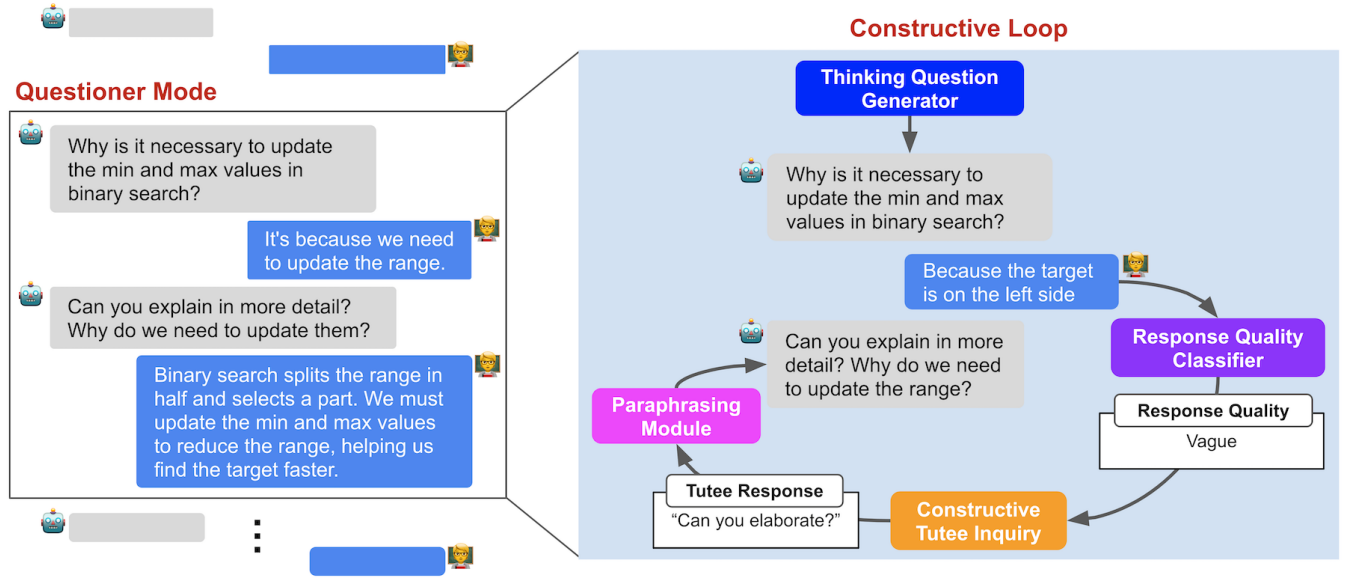 Questioner Mode
Why is it necessary to update
the min and max values in
binary search?
It's because we need
to update the range.
Can you explain in more detail?
Why do we need to update them?
Binary search splits the range in
half and selects a part. We must
update the min and max values
to reduce the range, helping us
find the target faster.
Constructive Loop
Thinking Question
Generator
Why is it necessary to
update the min and max
values in binary search?
Because the target
is on the left side
Response Quality
Classifier
Response Quality
Vague
Constructive
Tutee Inquiry
Tutee Response
“Can you elaborate?”
Paraphrasing
Module
Can you explain in more
detail? Why do we need
to update the range?